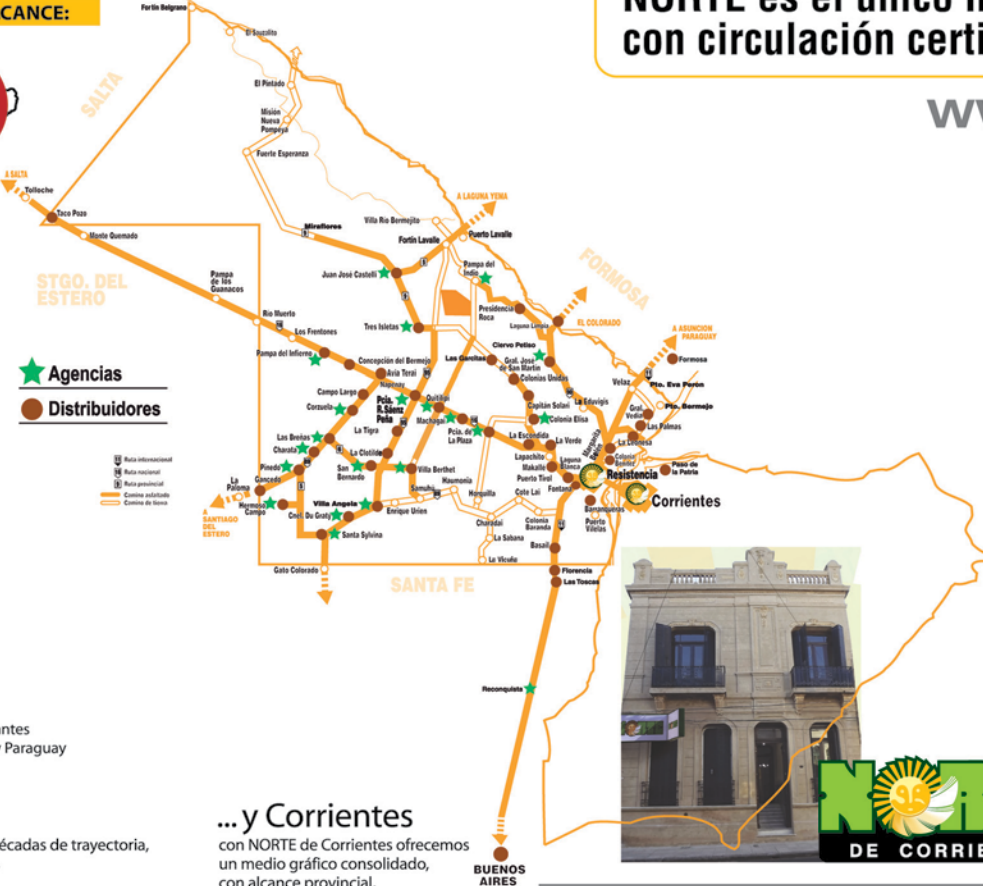 CANCE:
NORTE es el único
con circulación certi
Fortín Belgrano
El Sauzalito
SALTA
El Pintado
Misión
Nueva
Pompeya
Fuerte Esperanza
A SALTA
Tolloche
Taco Pozo
Monte Quemado
A LAGUNA YEMA
Villa Río Bermejito
Miraflores
Fortín Lavalle
Puerto Lavalle
STGO. DEL
ESTERO
Pampa
de los
Guanacos
Juan José Castelli
Pampa del
Indio
FORMOSA
Río Muerto
Los Frentones
Tres Isletas
Presidencia
Roca
Laguna Limpia
EL COLORADO
A ASUNCIÓN
PARAGUAY
Pampa del Infierno
Concepción del Bermejo
Avia Terai
Napenay
Las Garcitas
Ciervo Petiso
Gral. José
de San Martín
Colonias Unidas
Formosa
Velaz
Pto. Eva Perón
Agencias
Distribuidores
Campo Largo
Corzuela
Pcia.
R. Sáenz
Peña
Quitilipi
Machagai
Capitán Solari
Colonia Elisa
La Eduvigis
Gral.
Vedia
Pto. Bermejo
Las Palmas
Las Breñas
Charata
La Tigra
La Clotilde
Pcia. de
La Plaza
La Escondida
La Verde
Margarita
Belén
La Leonesa
Colonia
Benítez
Ruta internacional
Ruta nacional
Ruta provincial
Camino asfaltado
Camino de tierra
Pinedo
Gancedo
San
Bernardo
Villa Berthet
Lapachito
Makallé
Laguna
Blanca
Puerto Tirol
Fontana
Resistencia
Paso de
la Patria
La
Paloma
Hermoso
Campo
Villa Angela
Samuhú
Haumonía
Horquilla
Cote Lai
Barranqueras
Corrientes
A
SANTIAGO
DEL
ESTERO
Cnel. Du Graty
Enrique Urien
Charadai
Colonia
Baranda
Puerto
Vilelas
Santa Sylvina
La Sabana
Basail
La Vicuña
Gato Colorado
SANTA FE
Florencia
Las Toscas
Reconquista
antes
Paraguay
écadas de trayectoria,
... y Corrientes
con NORTE de Corrientes ofrecemos
un medio gráfico consolidado,
con alcance provincial.
BUENOS
AIRES
DE CORRIE